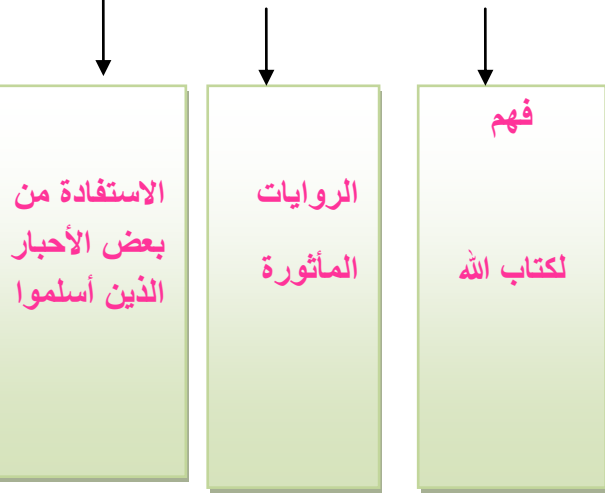 فهم
لكتاب الله
الروايات
المأثورة
الاستفادة من
بعض الأحبار
الذين أسلموا